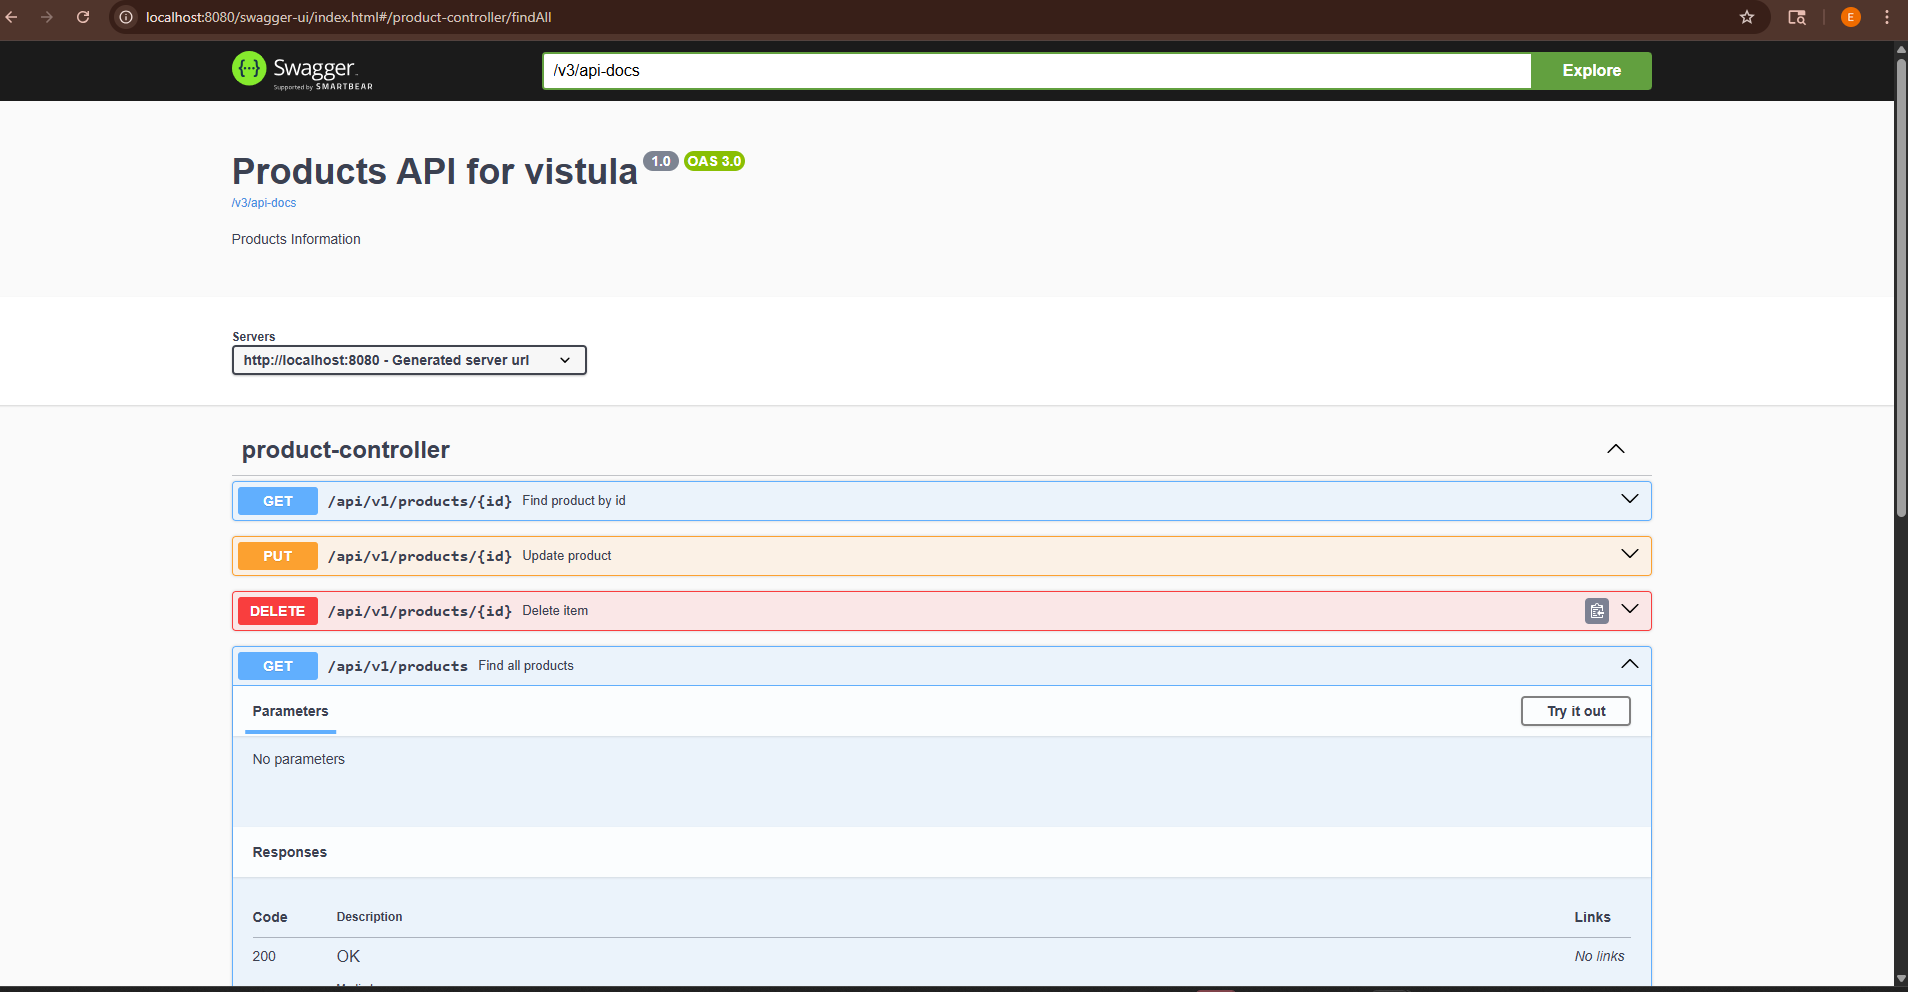 localhost:8080/swagger-ui/index.html#/product-controller/findAll
E
{···} Swagger
Supported by SMARTBEAR
/v3/api-docs
Explore
Products API for vistula 1.0 OAS 3.0
/v3/api-docs
Products Information
Servers
http://localhost:8080 - Generated server url
product-controller
GET /api/v1/products/{id} Find product by id
PUT /api/v1/products/{id} Update product
DELETE /api/v1/products/{id} Delete item
GET /api/v1/products Find all products
Parameters
Try it out
No parameters
Responses
Code Description Links
200 OK No links